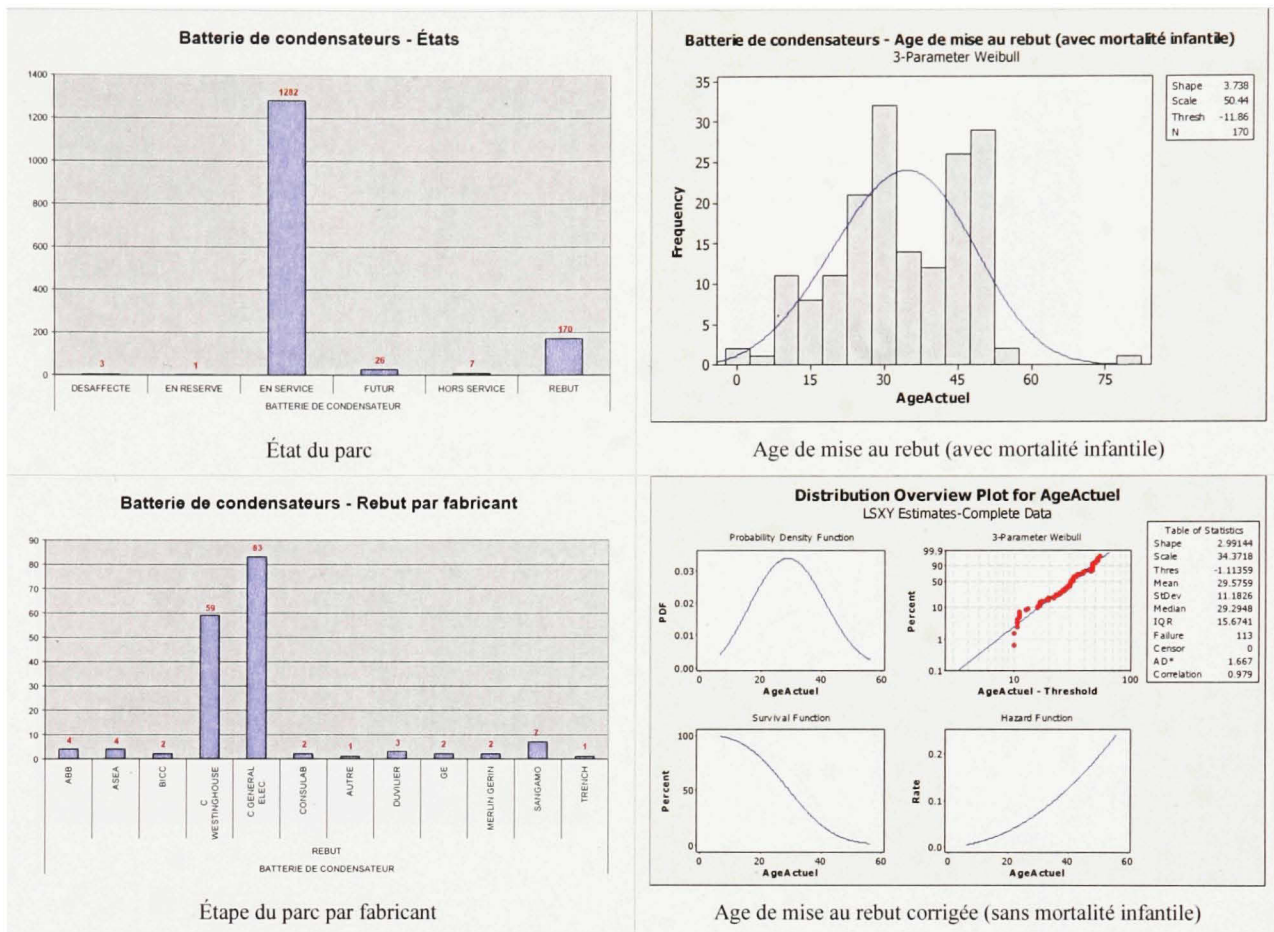 Batterie de condensateurs - États
1400
1200
1000
800
600
400
200
0
3
1
1282
26
7
170
DESAFFECTE
EN RESERVE
EN SERVICE
FUTUR
HORS SERVICE
REBUT
BATTERIE DE CONDENSATEUR
État du parc
Batterie de condensateurs - Age de mise au rebut (avec mortalité infantile)
3-Parameter Weibull
35
30
25
20
15
10
5
0
Frequency
0 15 30 45 60 75
AgeActuel
Shape 3.738
Scale 50.44
Thresh -11.86
N 170
Age de mise au rebut (avec mortalité infantile)
Batterie de condensateurs - Rebut par fabricant
90
80
70
60
50
40
30
20
10
0
4
4
2
59
83
2
1
3
2
2
7
1
ABB
ASEA
BICC
C
WESTINGHOUSE
C GENERAL
ELEC
CONSULAB
AUTRE
DUVILIER
GE
MERLIN GERIN
SANGAMO
TRENCH
REBUT
BATTERIE DE CONDENSATEUR
Étape du parc par fabricant
Distribution Overview Plot for AgeActuel
LSXY Estimates-Complete Data
Probability Density Function
0.03
0.02
0.01
0.00
PDF
0 20 40 60
AgeActuel
3-Parameter Weibull
99.9
90
50
10
1
0.1
Percent
10 100
AgeActuel - Threshold
Survival Function
100
50
0
Percent
0 20 40 60
AgeActuel
Hazard Function
0.2
0.1
0.0
Rate
0 20 40 60
AgeActuel
Table of Statistics
Shape 2.99144
Scale 34.3718
Thres -1.11359
Mean 29.5759
StDev 11.1826
Median 29.2948
IQR 15.6741
Failure 113
Censor 0
AD* 1.667
Correlation 0.979
Age de mise au rebut corrigée (sans mortalité infantile)